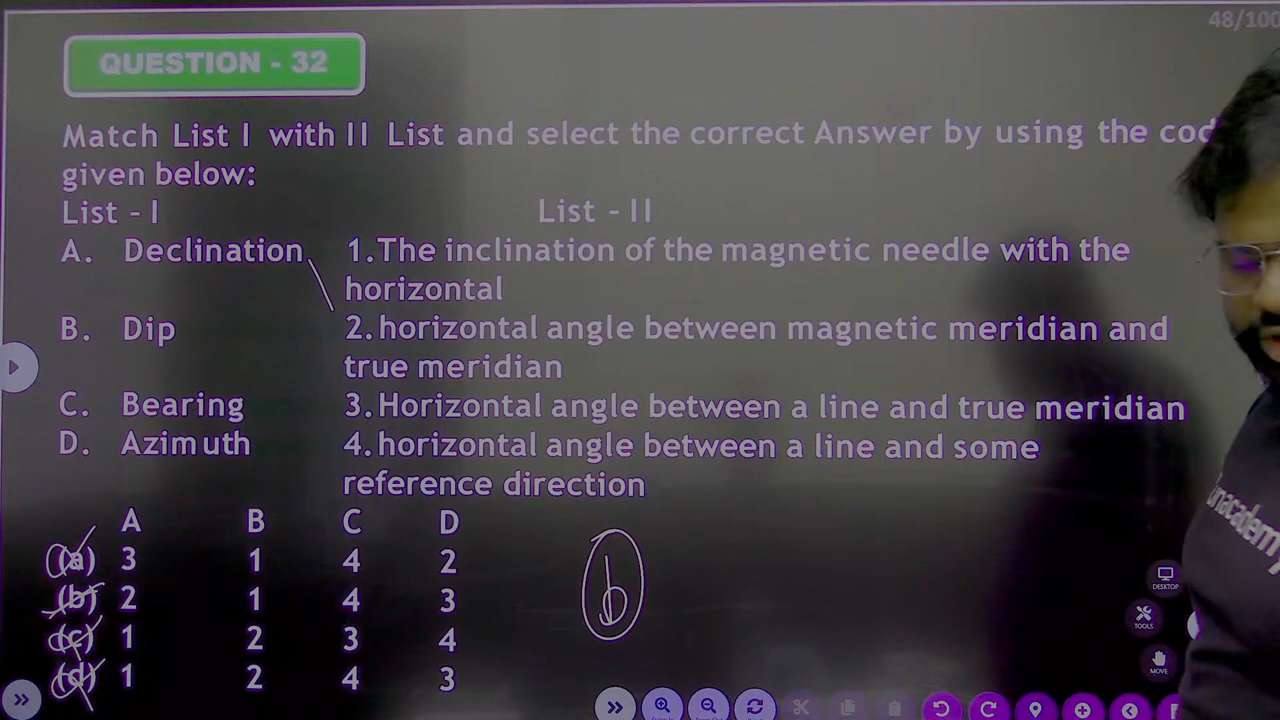 48/100
QUESTION - 32
Match List I with II List and select the correct Answer by using the cod
given below:
List - I List - II
A. Declination 1.The inclination of the magnetic needle with the
horizontal
B. Dip 2.horizontal angle between magnetic meridian and
true meridian
C. Bearing 3.Horizontal angle between a line and true meridian
D. Azimuth 4.horizontal angle between a line and some
reference direction
A B C D
(a) 3 1 4 2
(b) 2 1 4 3
(c) 1 2 3 4
(d) 1 2 4 3
b
unacademy
DESKTOP
TOOLS
MOVE